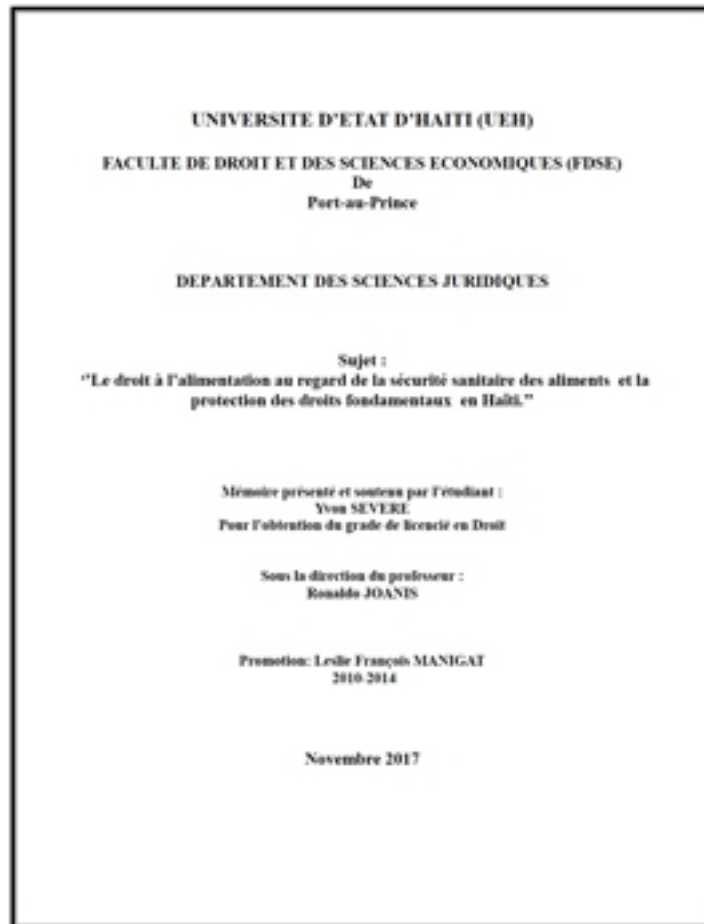 UNIVERSITE D'ETAT D'HAITI (UEH)
FACULTE DE DROIT ET DES SCIENCES ECONOMIQUES (FDSE)
De
Port-au-Prince
DEPARTEMENT DES SCIENCES JURIDIQUES
Sujet :
“Le droit à l'alimentation au regard de la sécurité sanitaire des aliments et la
protection des droits fondamentaux en Haïti.”
Mémoire présenté et soutenu par l'étudiant :
Yvon SEVERE
Pour l'obtention du grade de licencié en Droit
Sous la direction du professeur :
Ronaldo JOANIS
Promotion: Leslie François MANIGAT
2010-2014
Novembre 2017